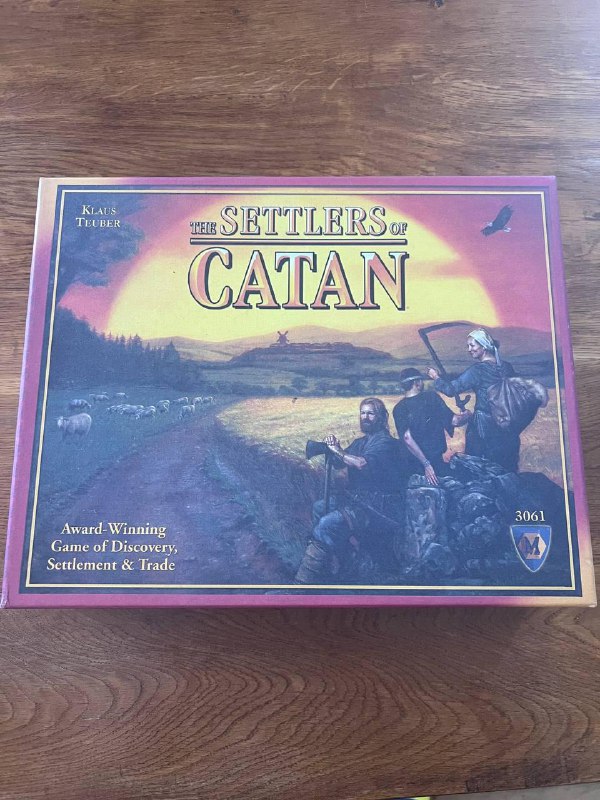 KLAUS
TEUBER
THE SETTLERS OF
CATAN
Award-Winning
Game of Discovery,
Settlement & Trade
3061
M